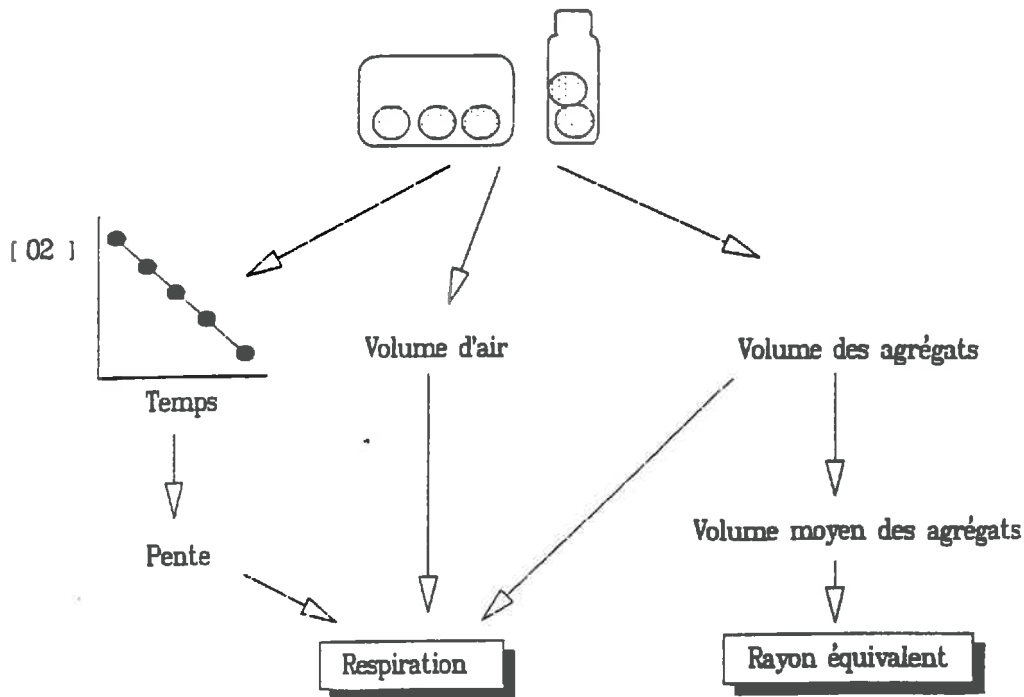 [ 02 ]
Temps
Pente
Volume d'air
Volume des agrégats
Volume moyen des agrégats
Respiration
Rayon équivalent